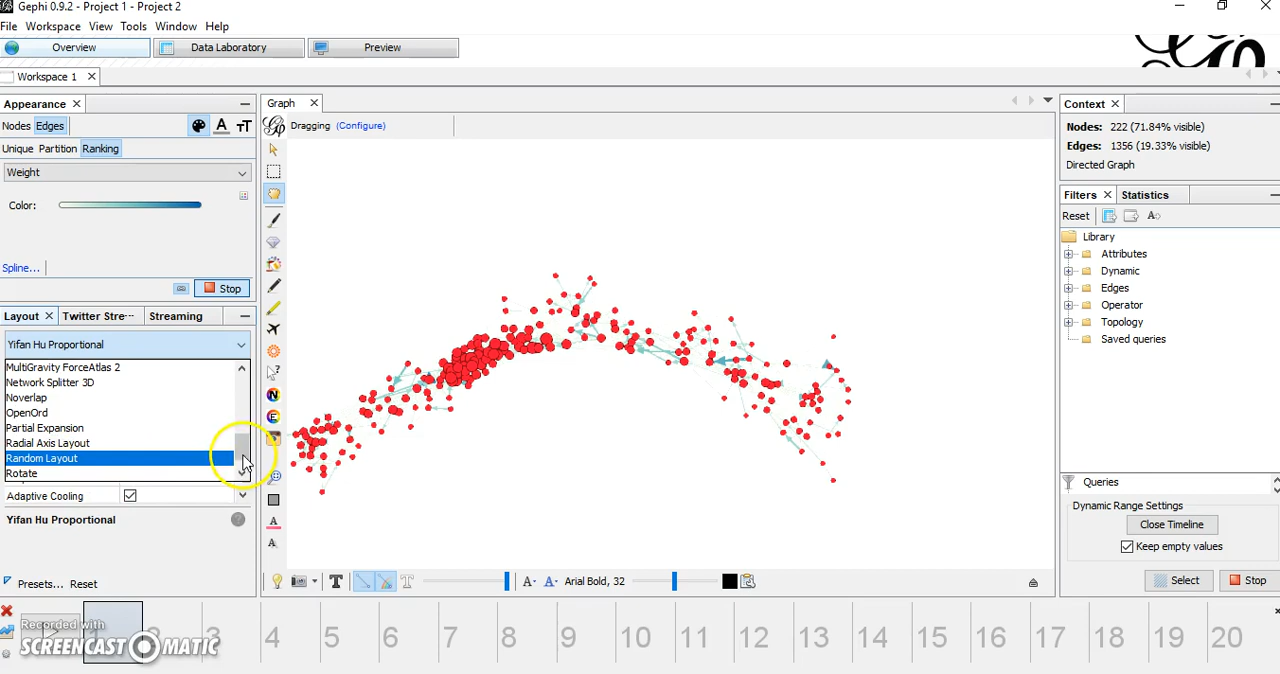 Gephi 0.9.2 - Project 1 - Project 2
File Workspace View Tools Window Help
Overview Data Laboratory Preview
Workspace 1
Appearance
Nodes Edges
Unique Partition Ranking
Weight
Color:
Spline...
Stop
Layout Twitter Stre··· Streaming
Yifan Hu Proportional
MultiGravity ForceAtlas 2
Network Splitter 3D
Noverlap
OpenOrd
Partial Expansion
Radial Axis Layout
Random Layout
Rotate
Adaptive Cooling
Yifan Hu Proportional
Presets... Reset
Graph
Dragging (Configure)
Arial Bold, 32
Context
Nodes: 222 (71.84% visible)
Edges: 1356 (19.33% visible)
Directed Graph
Filters Statistics
Reset
Library
Attributes
Dynamic
Edges
Operator
Topology
Saved queries
Queries
Dynamic Range Settings
Close Timeline
Keep empty values
Select Stop
1 2 3 4 5 6 7 8 9 10 11 12 13 14 15 16 17 18 19 20
Recorded with
SCREENCAST MATIC